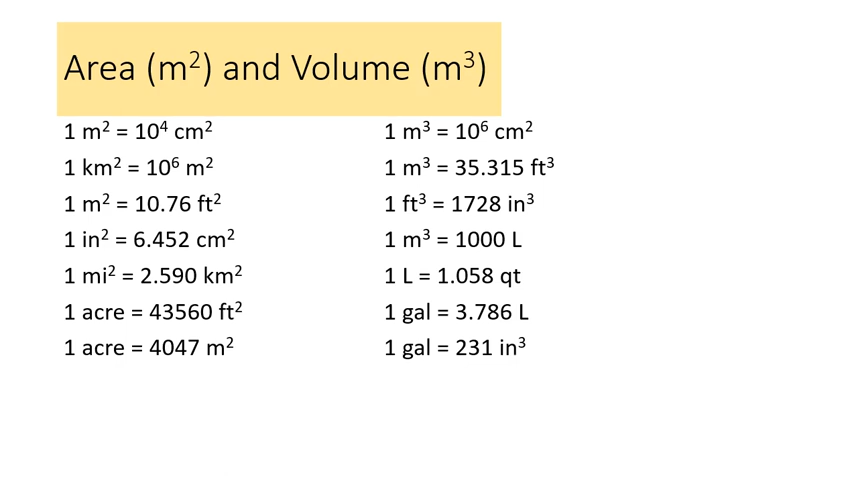 Area (m²) and Volume (m³)
1 m² = 10⁴ cm²
1 km² = 10⁶ m²
1 m² = 10.76 ft²
1 in² = 6.452 cm²
1 mi² = 2.590 km²
1 acre = 43560 ft²
1 acre = 4047 m²
1 m³ = 10⁶ cm²
1 m³ = 35.315 ft³
1 ft³ = 1728 in³
1 m³ = 1000 L
1 L = 1.058 qt
1 gal = 3.786 L
1 gal = 231 in³